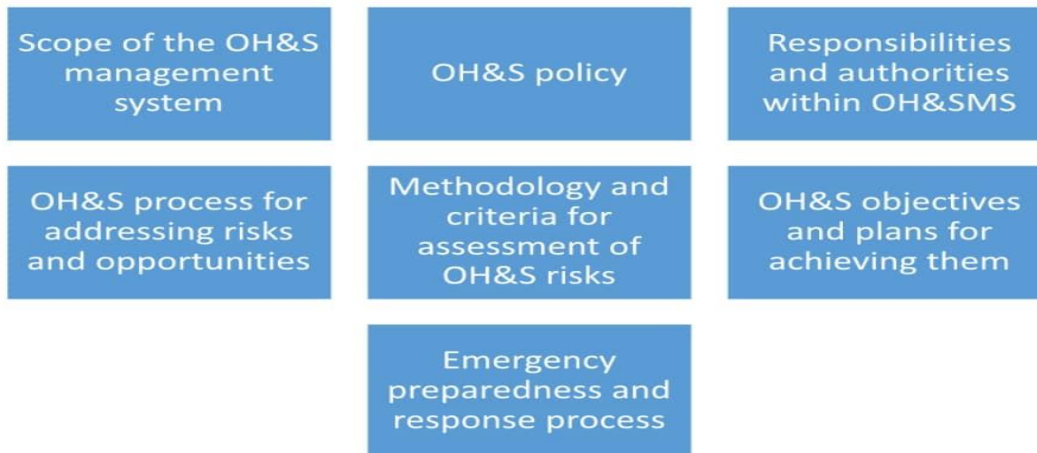 Scope of the OH&S
management
system
OH&S policy
Responsibilities
and authorities
within OH&SMS
OH&S process for
addressing risks
and opportunities
Methodology and
criteria for
assessment of
OH&S risks
OH&S objectives
and plans for
achieving them
Emergency
preparedness and
response process